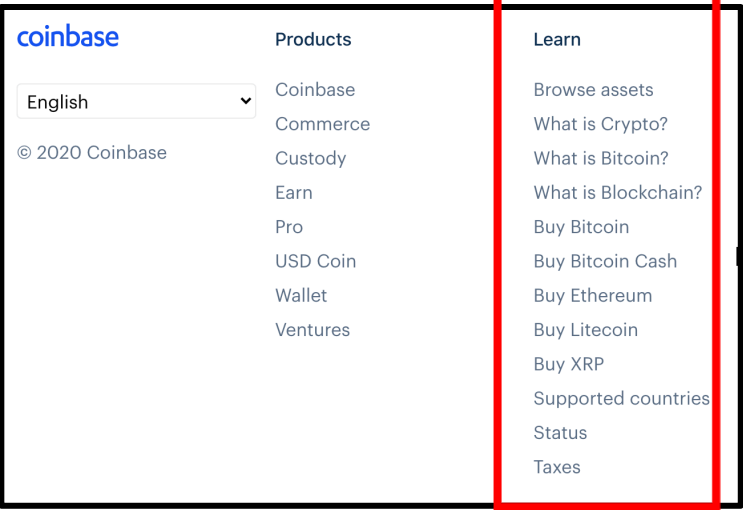 coinbase
English
© 2020 Coinbase
Products
Coinbase
Commerce
Custody
Earn
Pro
USD Coin
Wallet
Ventures
Learn
Browse assets
What is Crypto?
What is Bitcoin?
What is Blockchain?
Buy Bitcoin
Buy Bitcoin Cash
Buy Ethereum
Buy Litecoin
Buy XRP
Supported countries
Status
Taxes